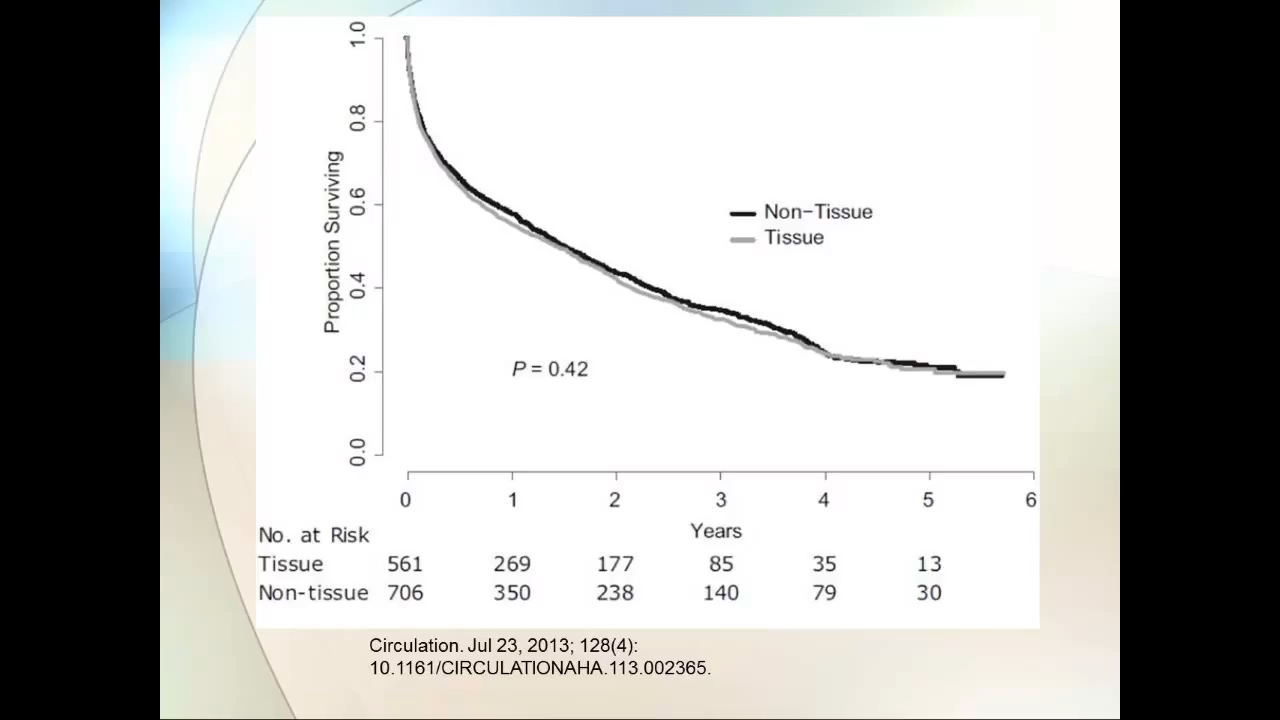 1.0
0.8
0.6
0.4
0.2
0.0
Proportion Surviving
Non-Tissue
Tissue
P = 0.42
0 1 2 3 4 5 6
Years
No. at Risk
Tissue 561 269 177 85 35 13
Non-tissue 706 350 238 140 79 30
Circulation. Jul 23, 2013; 128(4):
10.1161/CIRCULATIONAHA.113.002365.